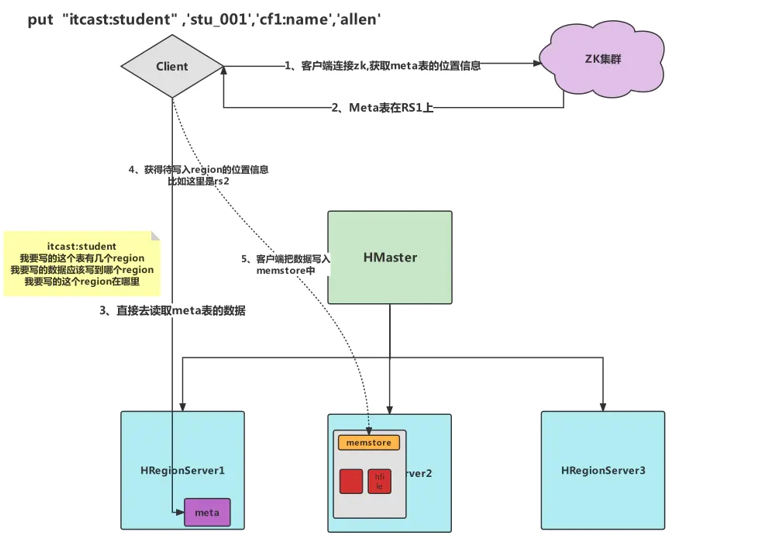 put "itcast:student" ,'stu_001','cf1:name','allen'
Client
1、客户端连接zk,获取meta表的位置信息
ZK集群
2、Meta表在RS1上
4、获得待写入region的位置信息
比如这里是rs2
itcast:student
我要写的这个表有几个region
我要写的数据应该写到哪个region
我要写的这个region在哪里
5、客户端把数据写入
memstore中
HMaster
3、直接去读取meta表的数据
HRegionServer1
meta
memstore
hfi
le
rver2
HRegionServer3